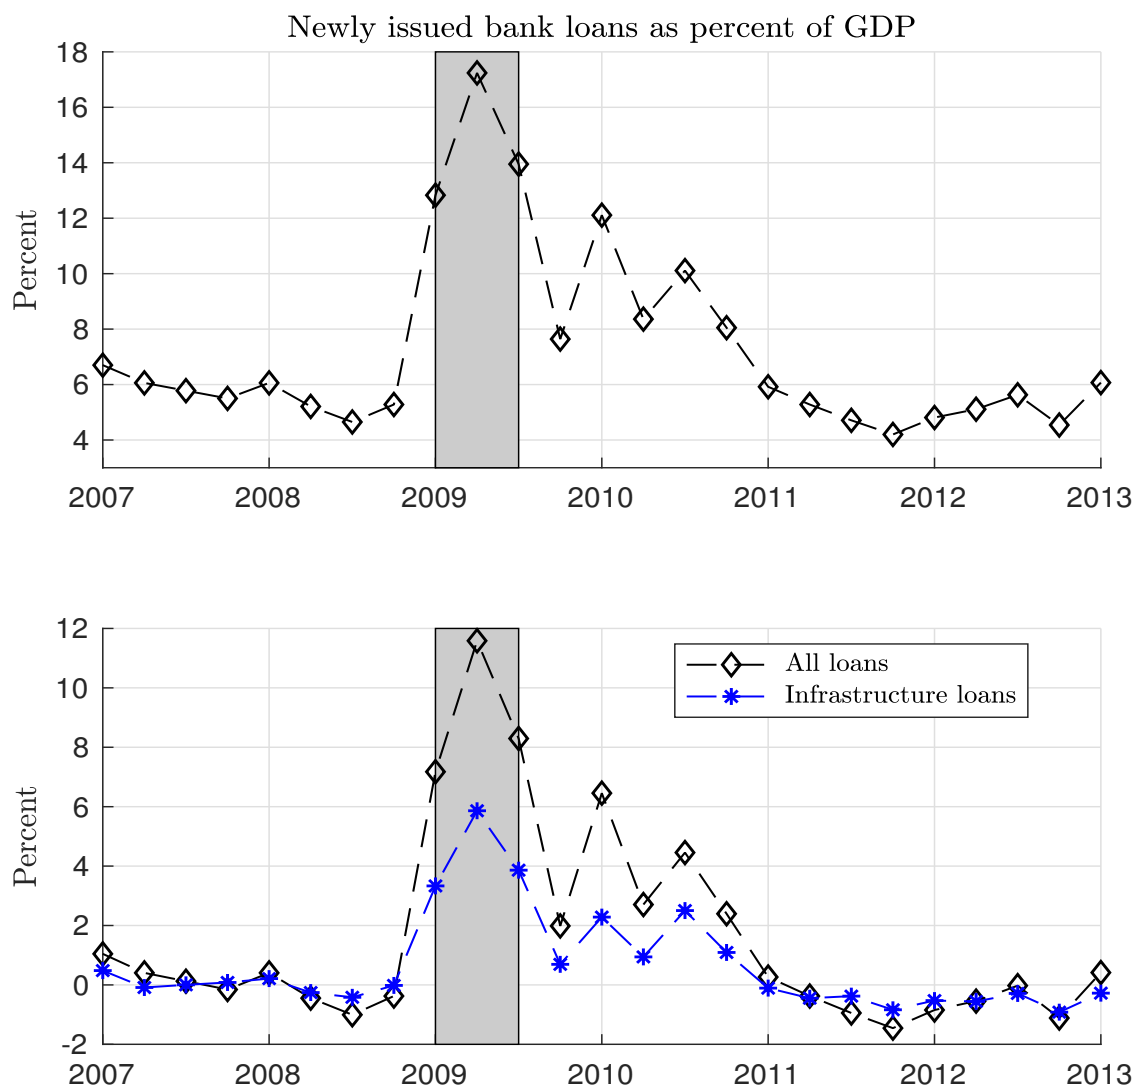 Newly issued bank loans as percent of GDP
18
16
14
12
10
8
6
4
Percent
2007 2008 2009 2010 2011 2012 2013
12
10
8
6
4
2
0
-2
Percent
All loans
Infrastructure loans
2007 2008 2009 2010 2011 2012 2013